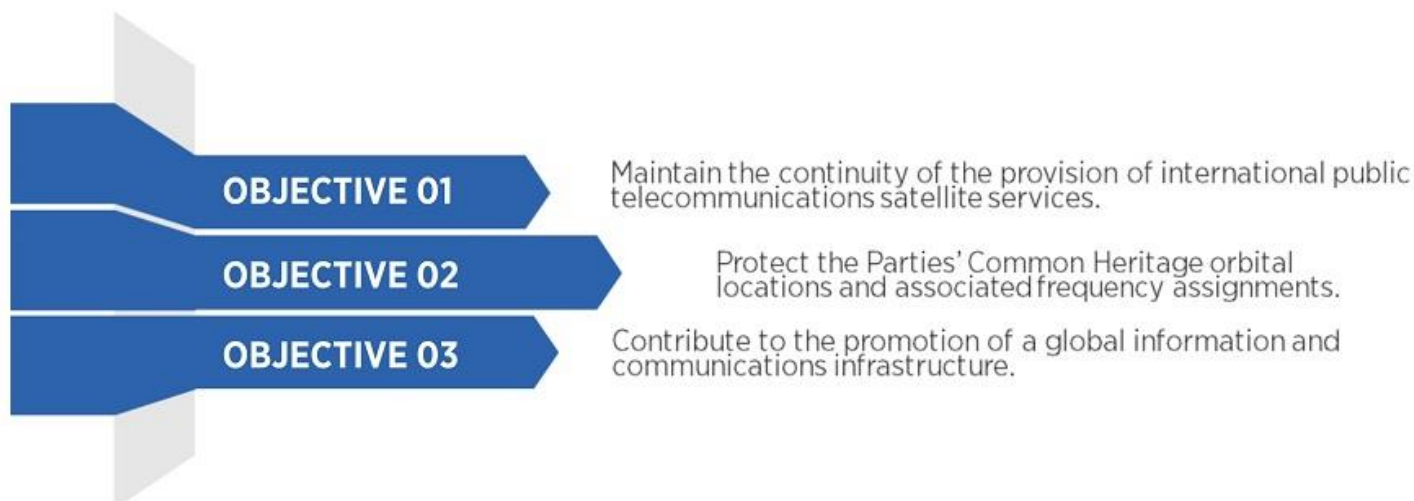 OBJECTIVE 01
Maintain the continuity of the provision of international public
telecommunications satellite services.
OBJECTIVE 02
Protect the Parties' Common Heritage orbital
locations and associated frequency assignments.
OBJECTIVE 03
Contribute to the promotion of a global information and
communications infrastructure.